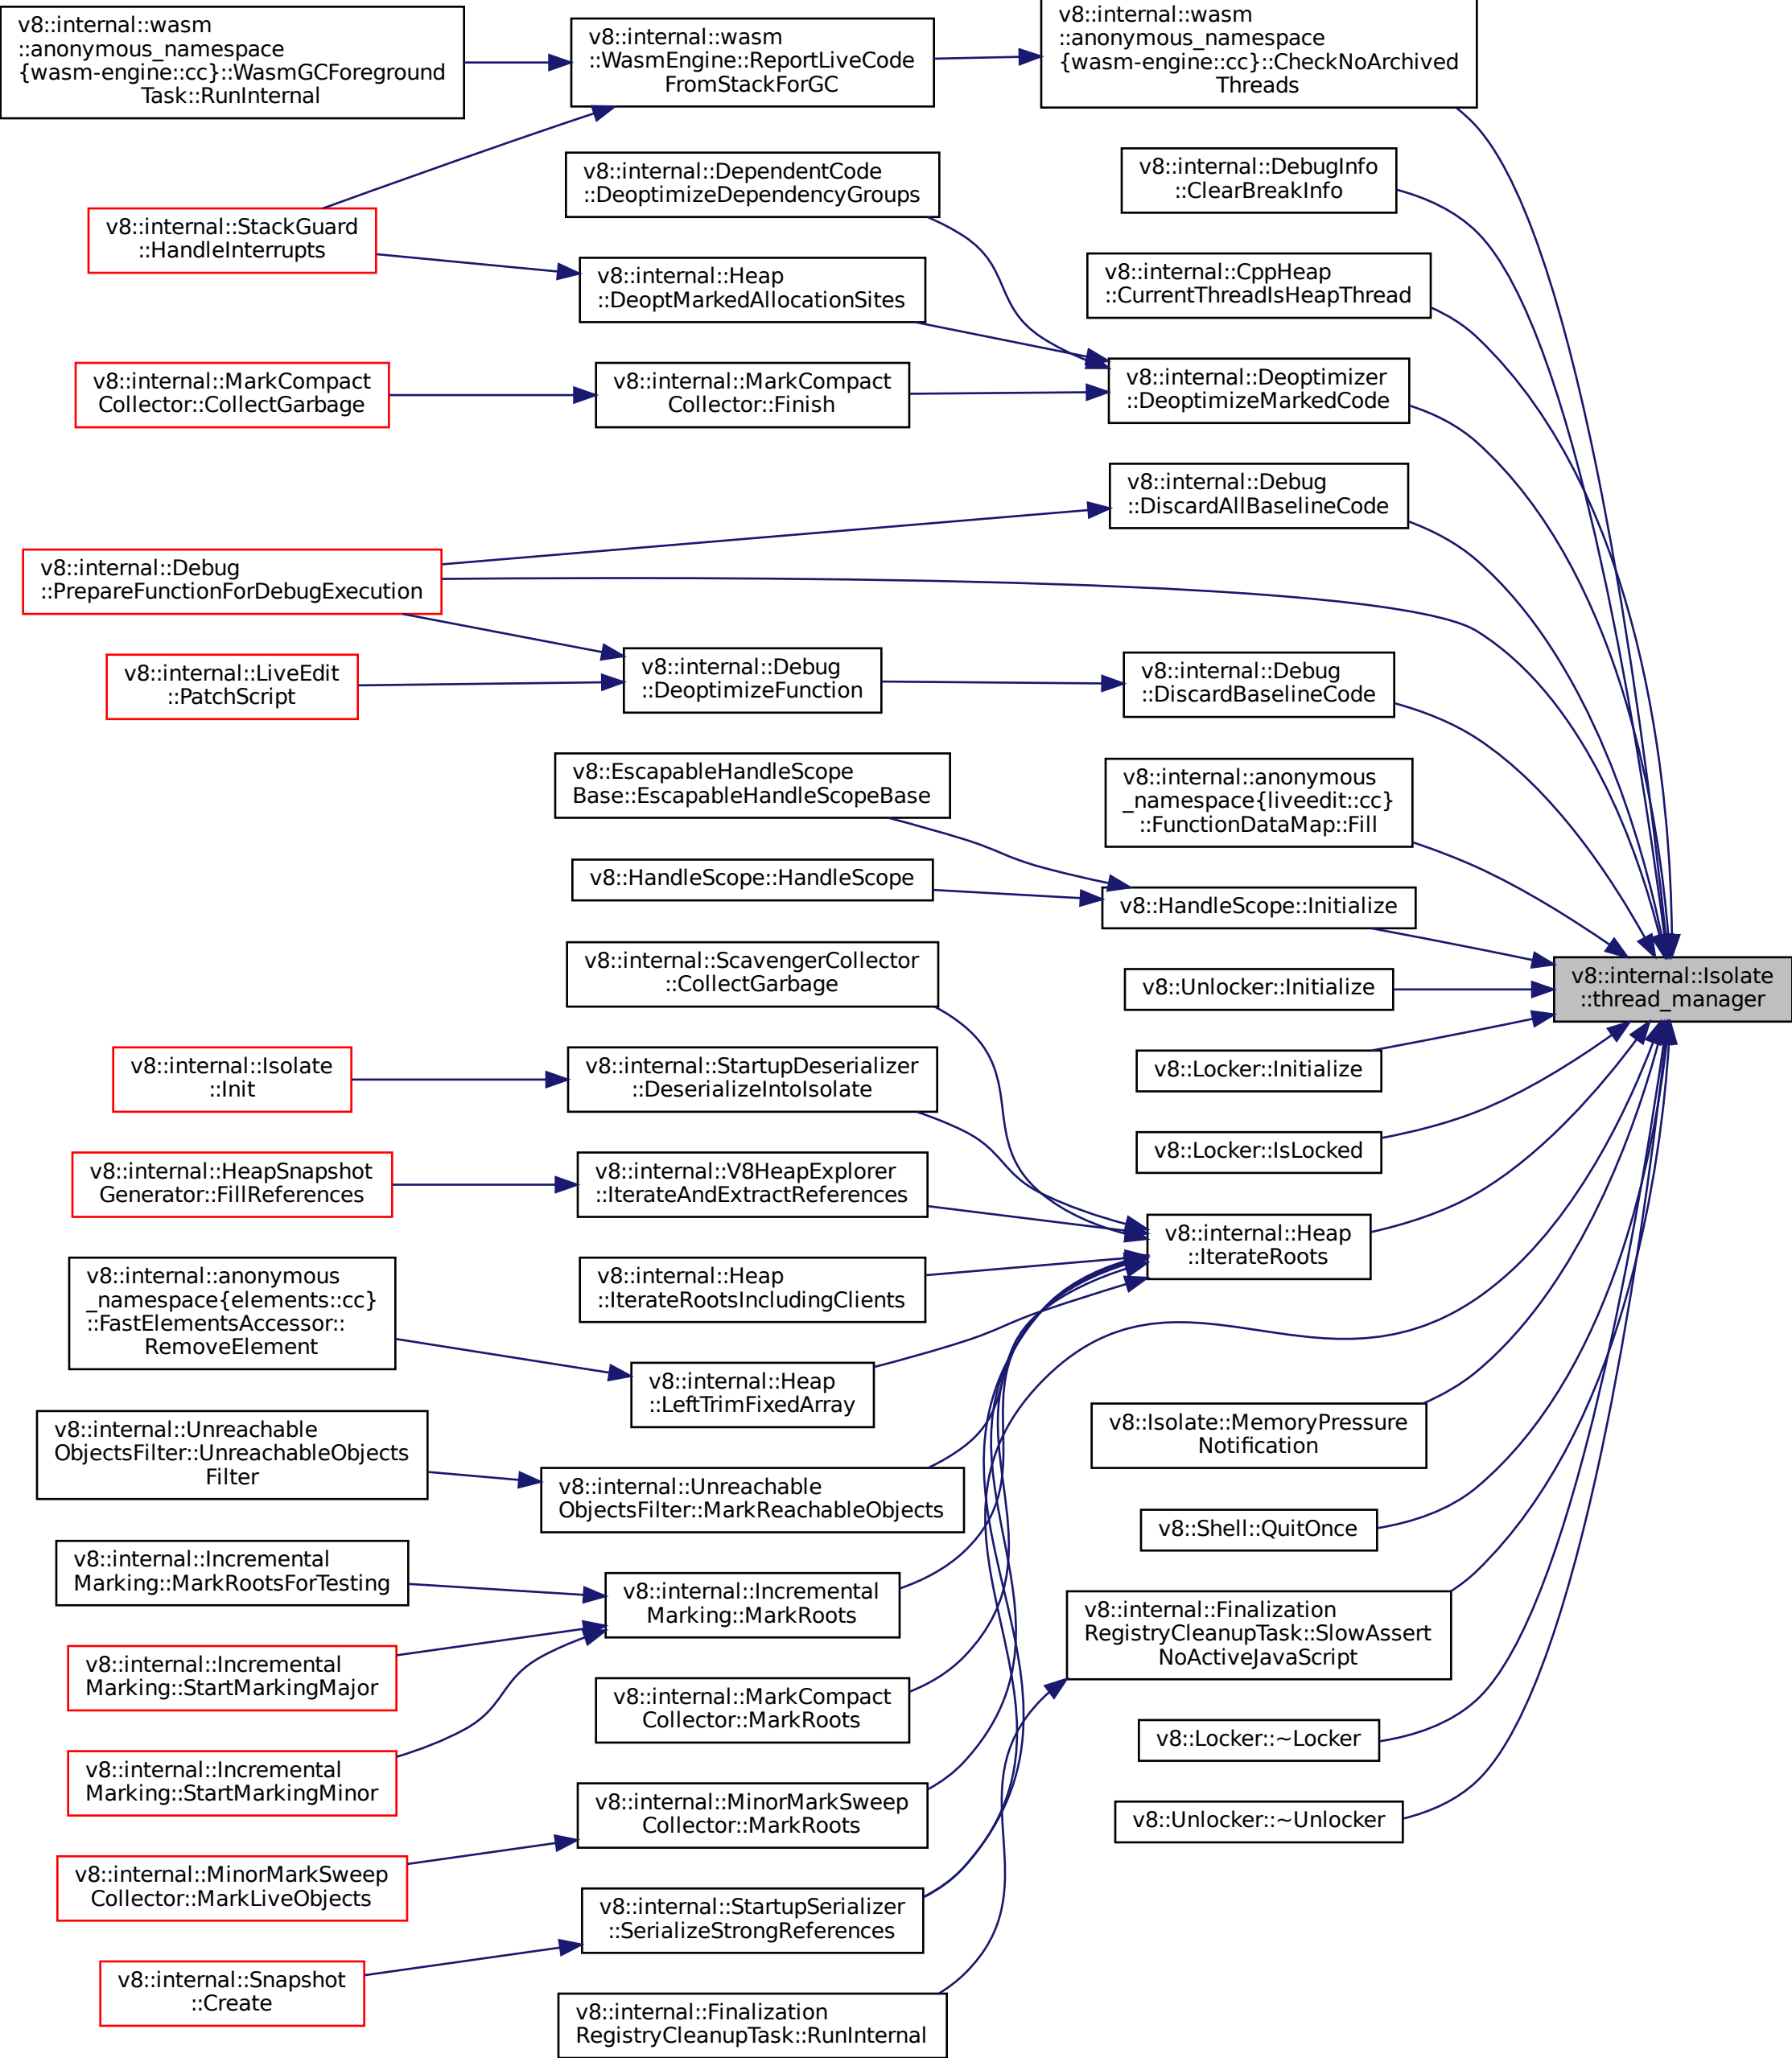 v8::internal::wasm
::anonymous_namespace
{wasm-engine::cc}::WasmGCForeground
Task::RunInternal
v8::internal::wasm
::WasmEngine::ReportLiveCode
FromStackForGC
v8::internal::wasm
::anonymous_namespace
{wasm-engine::cc}::CheckNoArchived
Threads
v8::internal::DependentCode
::DeoptimizeDependencyGroups
v8::internal::DebugInfo
::ClearBreakInfo
v8::internal::StackGuard
::HandleInterrupts
v8::internal::Heap
::DeoptMarkedAllocationSites
v8::internal::CppHeap
::CurrentThreadIsHeapThread
v8::internal::MarkCompact
Collector::CollectGarbage
v8::internal::MarkCompact
Collector::Finish
v8::internal::Deoptimizer
::DeoptimizeMarkedCode
v8::internal::Debug
::DiscardAllBaselineCode
v8::internal::Debug
::PrepareFunctionForDebugExecution
v8::internal::LiveEdit
::PatchScript
v8::internal::Debug
::DeoptimizeFunction
v8::internal::Debug
::DiscardBaselineCode
v8::EscapableHandleScope
Base::EscapableHandleScopeBase
v8::internal::anonymous
_namespace{liveedit::cc}
::FunctionDataMap::Fill
v8::HandleScope::HandleScope
v8::HandleScope::Initialize
v8::internal::ScavengerCollector
::CollectGarbage
v8::Unlocker::Initialize
v8::internal::Isolate
::thread_manager
v8::internal::Isolate
::Init
v8::internal::StartupDeserializer
::DeserializeIntoIsolate
v8::Locker::Initialize
v8::internal::HeapSnapshot
Generator::FillReferences
v8::internal::V8HeapExplorer
::IterateAndExtractReferences
v8::Locker::IsLocked
v8::internal::Heap
::IterateRoots
v8::internal::anonymous
_namespace{elements::cc}
::FastElementsAccessor::
RemoveElement
v8::internal::Heap
::IterateRootsIncludingClients
v8::internal::Heap
::LeftTrimFixedArray
v8::Isolate::MemoryPressure
Notification
v8::internal::Unreachable
ObjectsFilter::UnreachableObjects
Filter
v8::internal::Unreachable
ObjectsFilter::MarkReachableObjects
v8::Shell::QuitOnce
v8::internal::Incremental
Marking::MarkRootsForTesting
v8::internal::Incremental
Marking::MarkRoots
v8::internal::Finalization
RegistryCleanupTask::SlowAssert
NoActiveJavaScript
v8::internal::Incremental
Marking::StartMarkingMajor
v8::internal::MarkCompact
Collector::MarkRoots
v8::Locker::~Locker
v8::internal::Incremental
Marking::StartMarkingMinor
v8::internal::MinorMarkSweep
Collector::MarkRoots
v8::Unlocker::~Unlocker
v8::internal::MinorMarkSweep
Collector::MarkLiveObjects
v8::internal::StartupSerializer
::SerializeStrongReferences
v8::internal::Snapshot
::Create
v8::internal::Finalization
RegistryCleanupTask::RunInternal